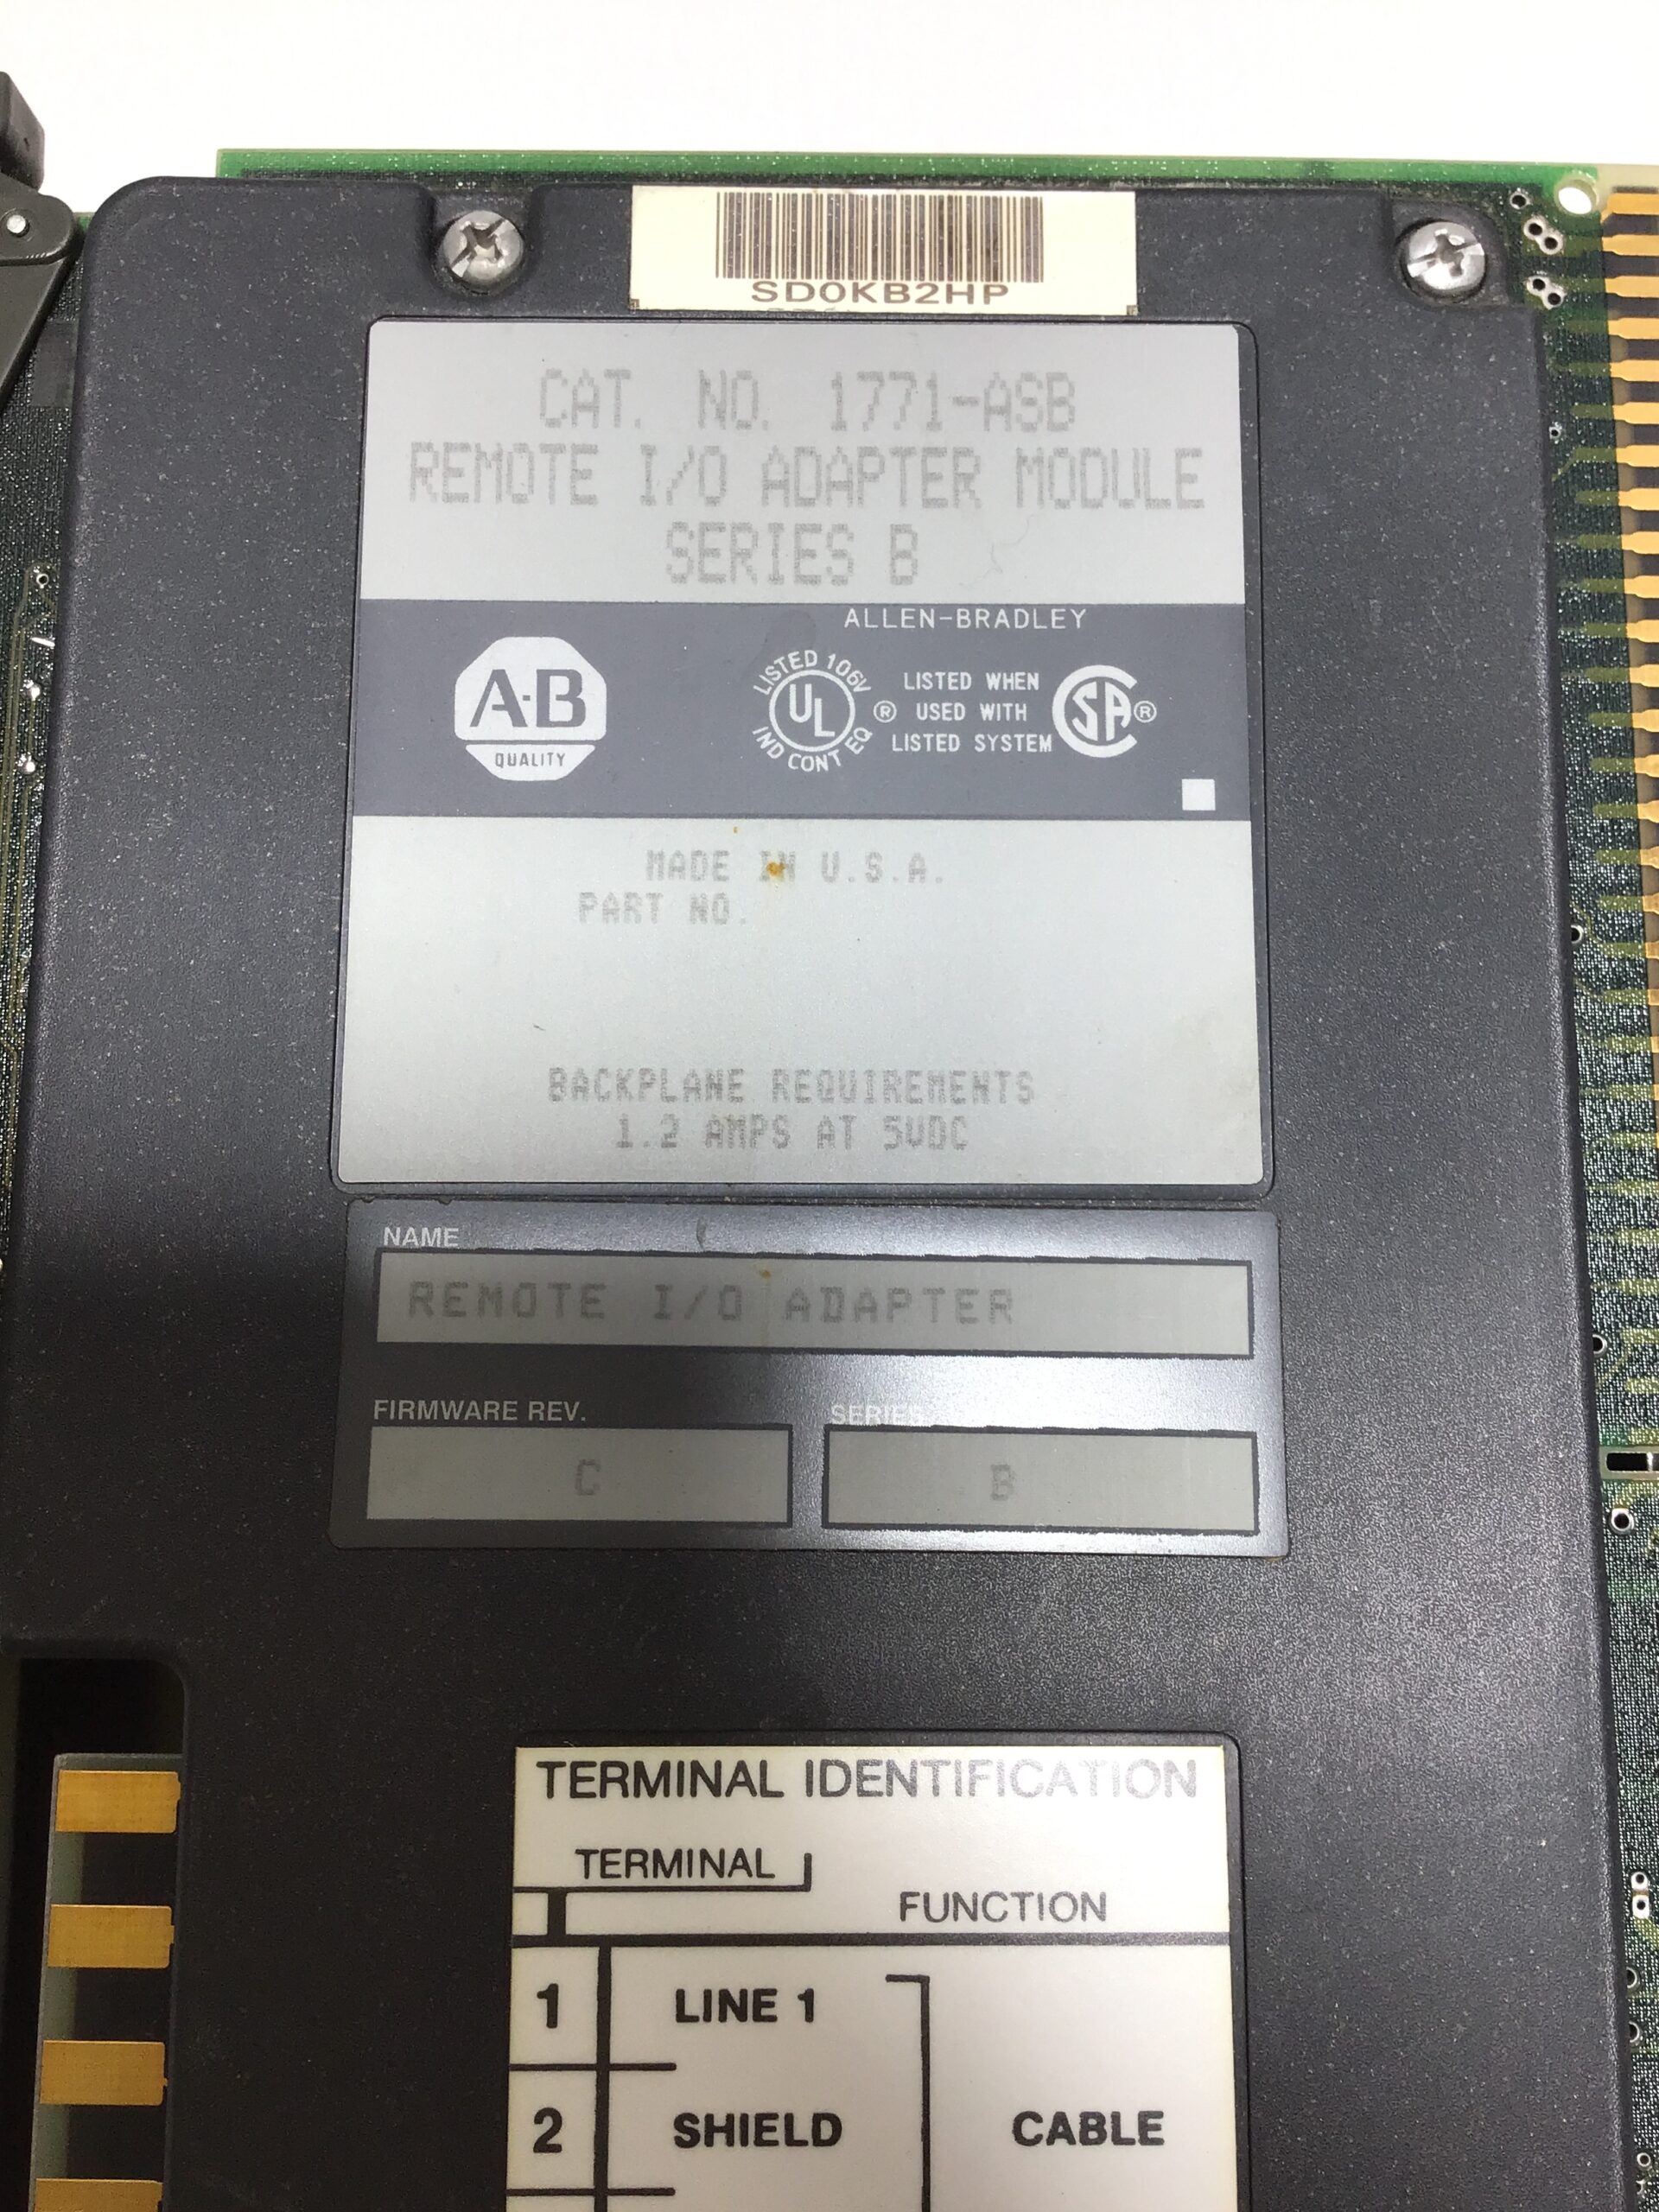 SD0KB2HP
CAT. NO. 1771-ASB
REMOTE I/O ADAPTER MODULE
SERIES B
ALLEN-BRADLEY
A-B
QUALITY
LISTED 106V
UL
IND CONT EQ
®
LISTED WHEN
USED WITH
LISTED SYSTEM
SA
®
MADE IN U.S.A.
PART NO.
BACKPLANE REQUIREMENTS
1.2 AMPS AT 5VDC
NAME
REMOTE I/O ADAPTER
FIRMWARE REV.
SERIES
C
B
TERMINAL IDENTIFICATION
TERMINAL
FUNCTION
1
LINE 1
2
SHIELD
CABLE